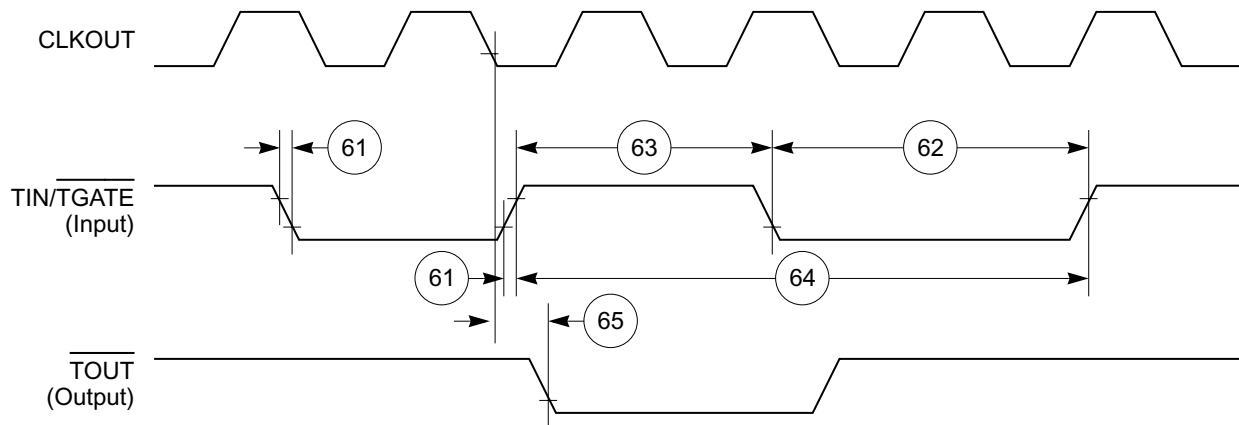 CLKOUT
61
63
62
TIN/TGATE
(Input)
61
64
65
TOUT
(Output)